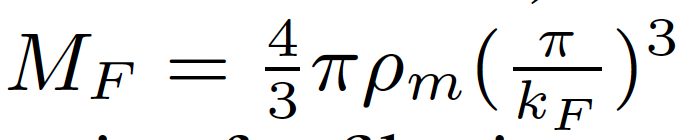 M_F = \frac{4}{3} \pi \rho_m (\frac{\pi}{k_F})^3